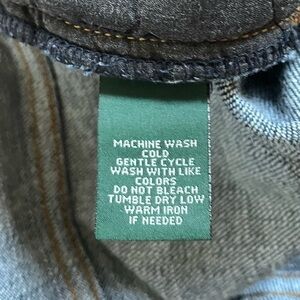 MACHINE WASH
COLD
GENTLE CYCLE
WASH WITH LIKE
COLORS
DO NOT BLEACH
TUMBLE DRY LOW
WARM IRON
IF NEEDED